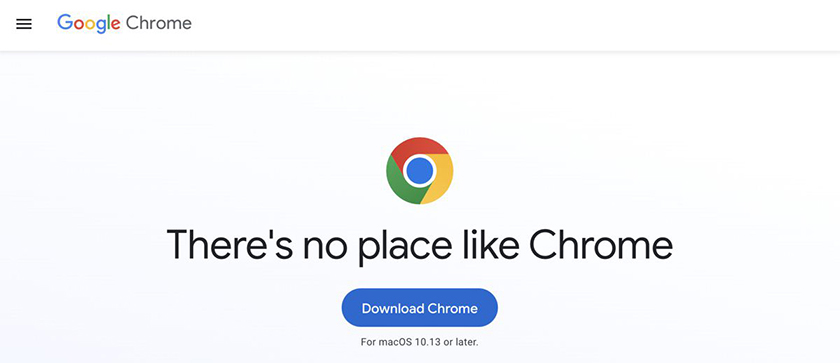 Google Chrome
There's no place like Chrome
Download Chrome
For macOS 10.13 or later.